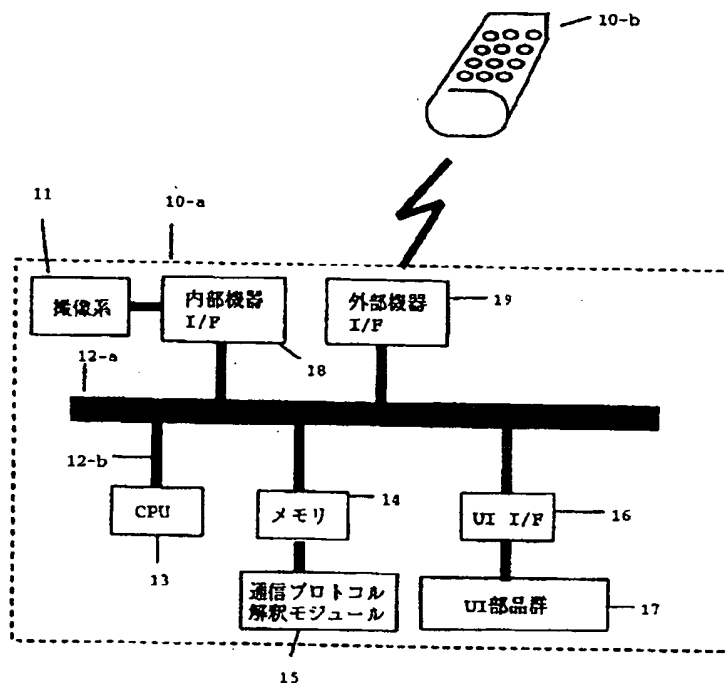 10-b
11
10-a
撮像系
内部機器
I/F
外部機器
I/F
19
12-a
18
12-b
CPU
13
メモリ
14
UI I/F
16
通信プロトコル
解釈モジュール
15
UI部品群
17